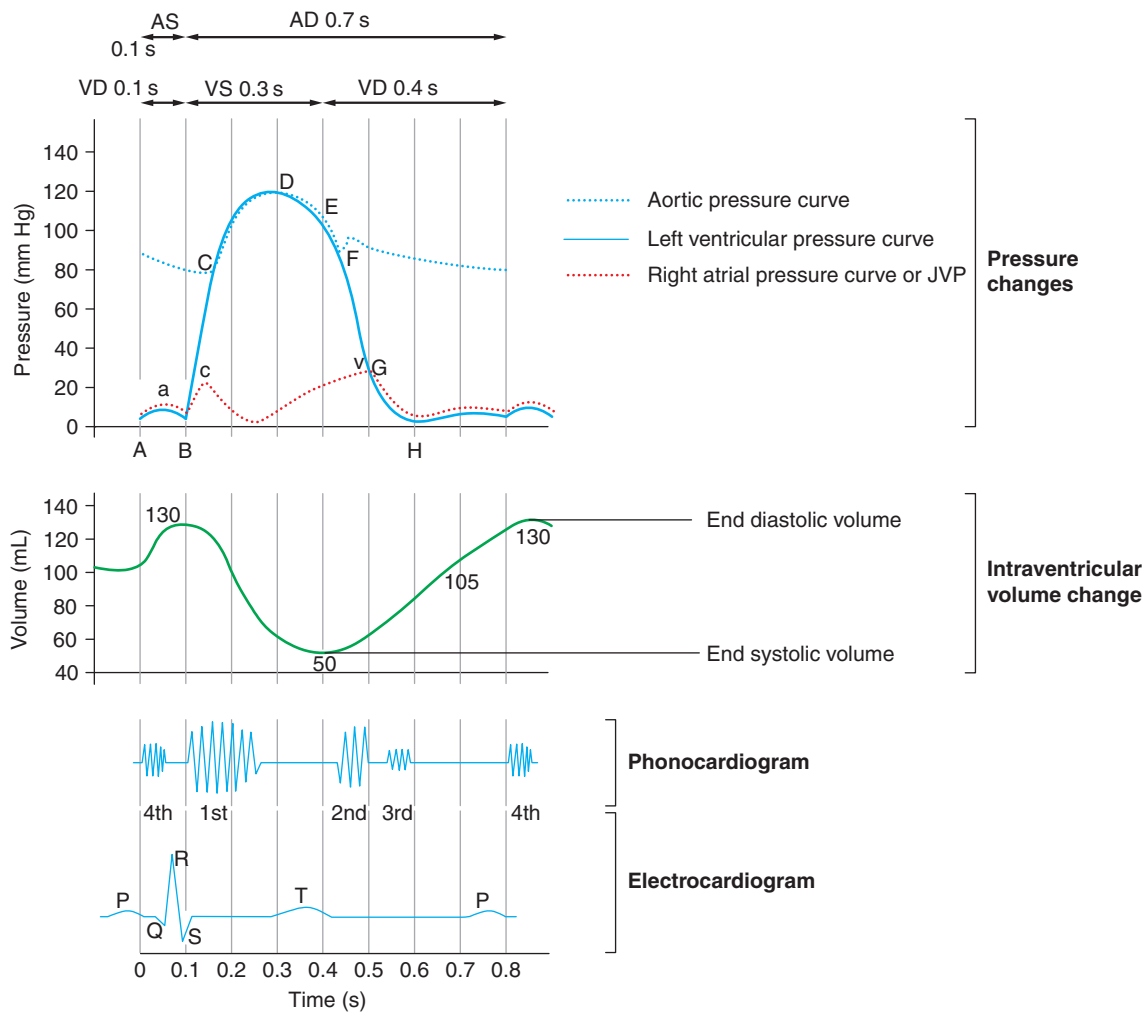 AS
AD 0.7 s
0.1 s
VD 0.1 s
VS 0.3 s
VD 0.4 s
140
120
100
80
60
40
20
0
Pressure (mm Hg)
A
B
C
D
E
F
G
H
a
c
v
Aortic pressure curve
Left ventricular pressure curve
Right atrial pressure curve or JVP
Pressure
changes
140
120
100
80
60
40
Volume (mL)
130
50
105
130
End diastolic volume
End systolic volume
Intraventricular
volume change
Phonocardiogram
4th
1st
2nd
3rd
4th
P
Q
R
S
T
P
Electrocardiogram
0
0.1
0.2
0.3
0.4
0.5
0.6
0.7
0.8
Time (s)